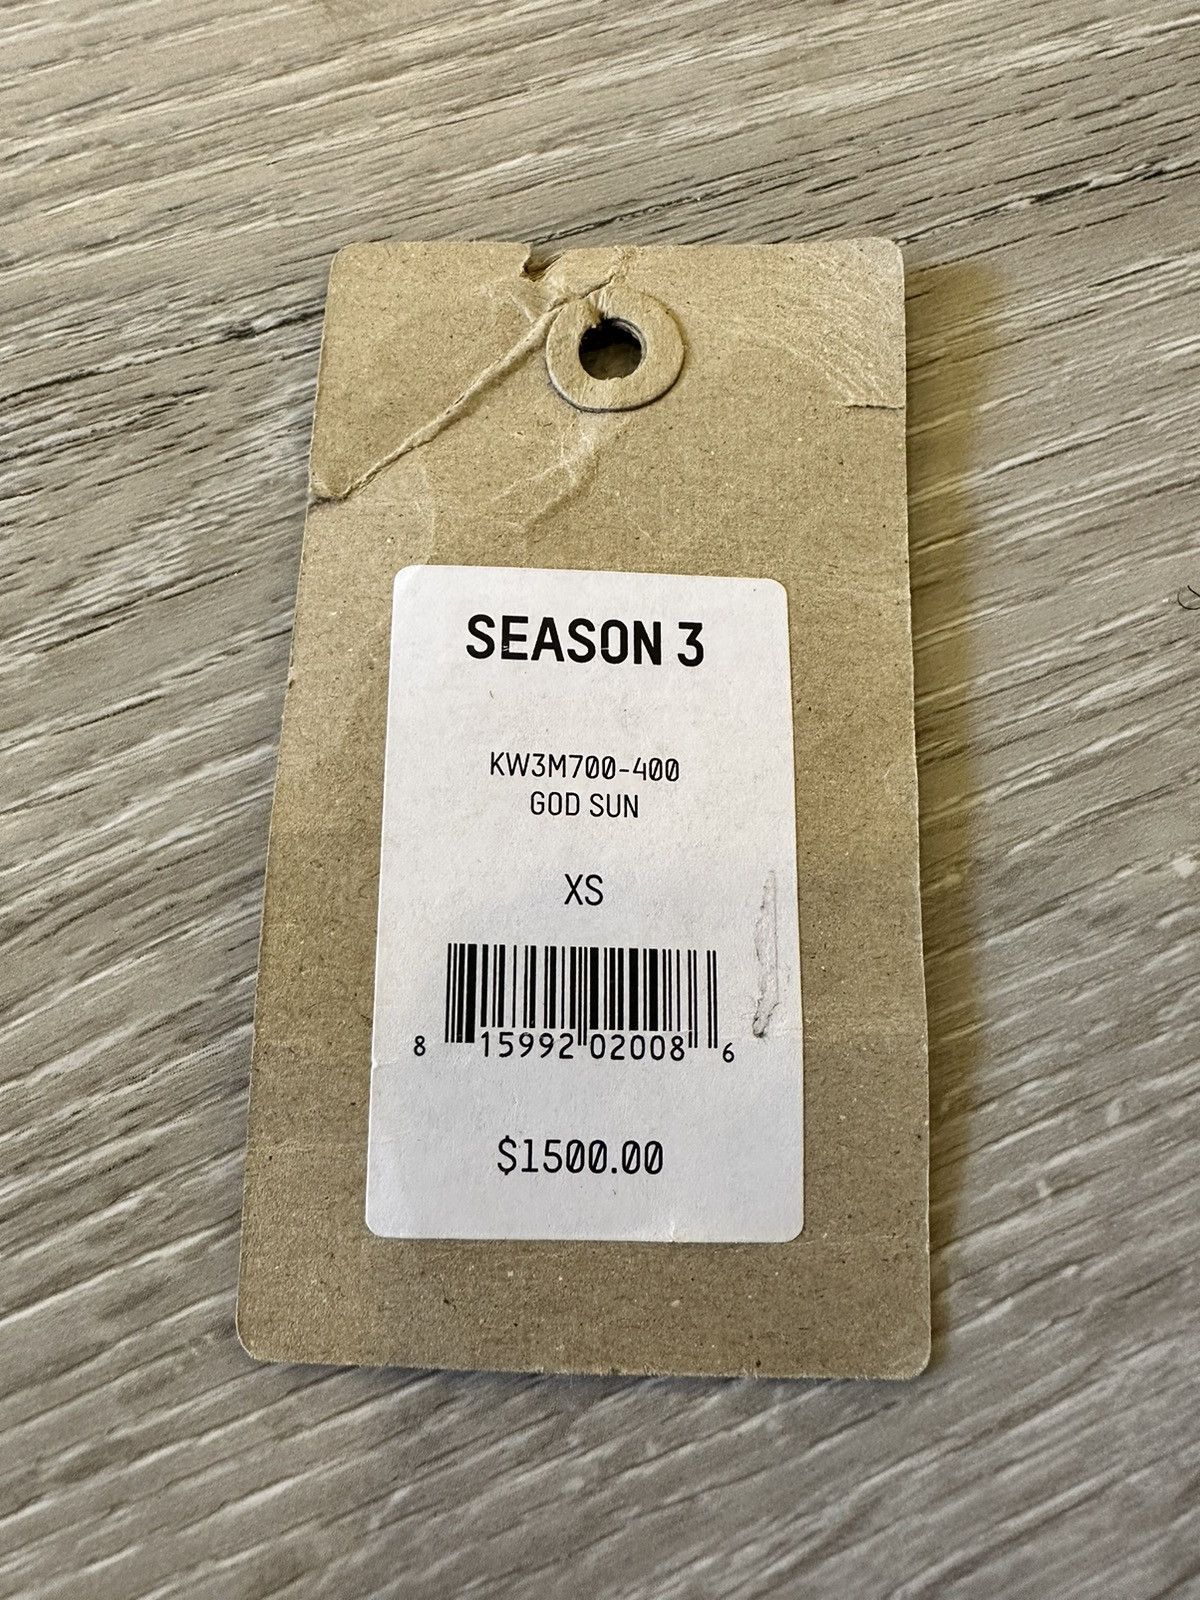 SEASON 3
KW3M700-400
GOD SUN
XS
8 15992 02008 6
$1500.00